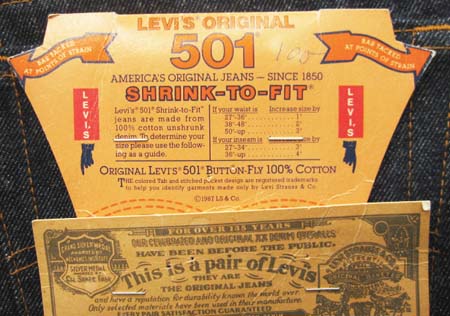 LEVI'S® ORIGINAL
501®
100
BAR TACKED
AT POINTS OF STRAIN
BAR TACKED
AT POINTS OF STRAIN
AMERICA'S ORIGINAL JEANS — SINCE 1850
SHRINK-TO-FIT®
LEVI'S
Levi's® 501® Shrink-to-Fit®
jeans are made from
100% cotton unshrunk
denim. To determine your
size please use the follow-
ing as a guide.
If your waist is Increase size by
27"-36" 1"
38"-48" 2"
50"-up 3"
If your inseam is Increase size by
27"-34" 3"
36"-up 4"
LEVI'S
ORIGINAL LEVI'S® 501® BUTTON-FLY 100% COTTON
THE colored Tab and stitched pocket design are registered trademarks
to help you identify garments made only by Levi Strauss & Co.
©1987 LS & Co.
FOR OVER 135 YEARS
OUR CELEBRATED AND ORIGINAL XX DENIM OVERALLS
HAVE BEEN BEFORE THE PUBLIC.
This is a pair of Levis
THEY ARE
THE ORIGINAL JEANS
and have a reputation for durability known the world over.
Only selected materials have been used in their manufacture.
EVERY PAIR SATISFACTION GUARANTEED
SILVER MEDAL
CAL. STATE FAIR